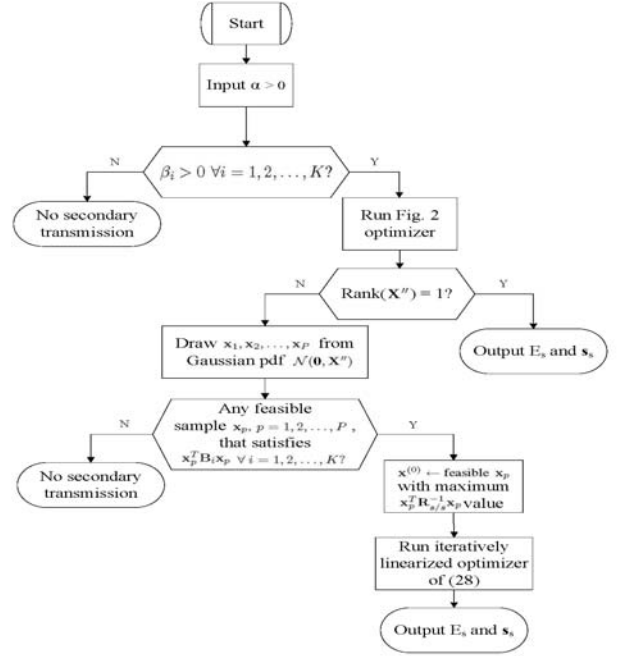 Start
Input α > 0
N
β_i > 0 ∀i = 1, 2, . . . , K?
Y
No secondary
transmission
Run Fig. 2
optimizer
N
Rank(X″) = 1?
Y
Draw x_1, x_2, . . . , x_P from
Gaussian pdf 𝒩(0, X″)
Output E_s and s_s
N
Any feasible
sample x_p, p = 1, 2, . . . , P ,
that satisfies
x_p^T B_i x_p ∀ i = 1, 2, . . . , K?
Y
No secondary
transmission
x^(0) ← feasible x_p
with maximum
x_p^T R_{s/s}^{-1} x_p value
Run iteratively
linearized optimizer
of (28)
Output E_s and s_s